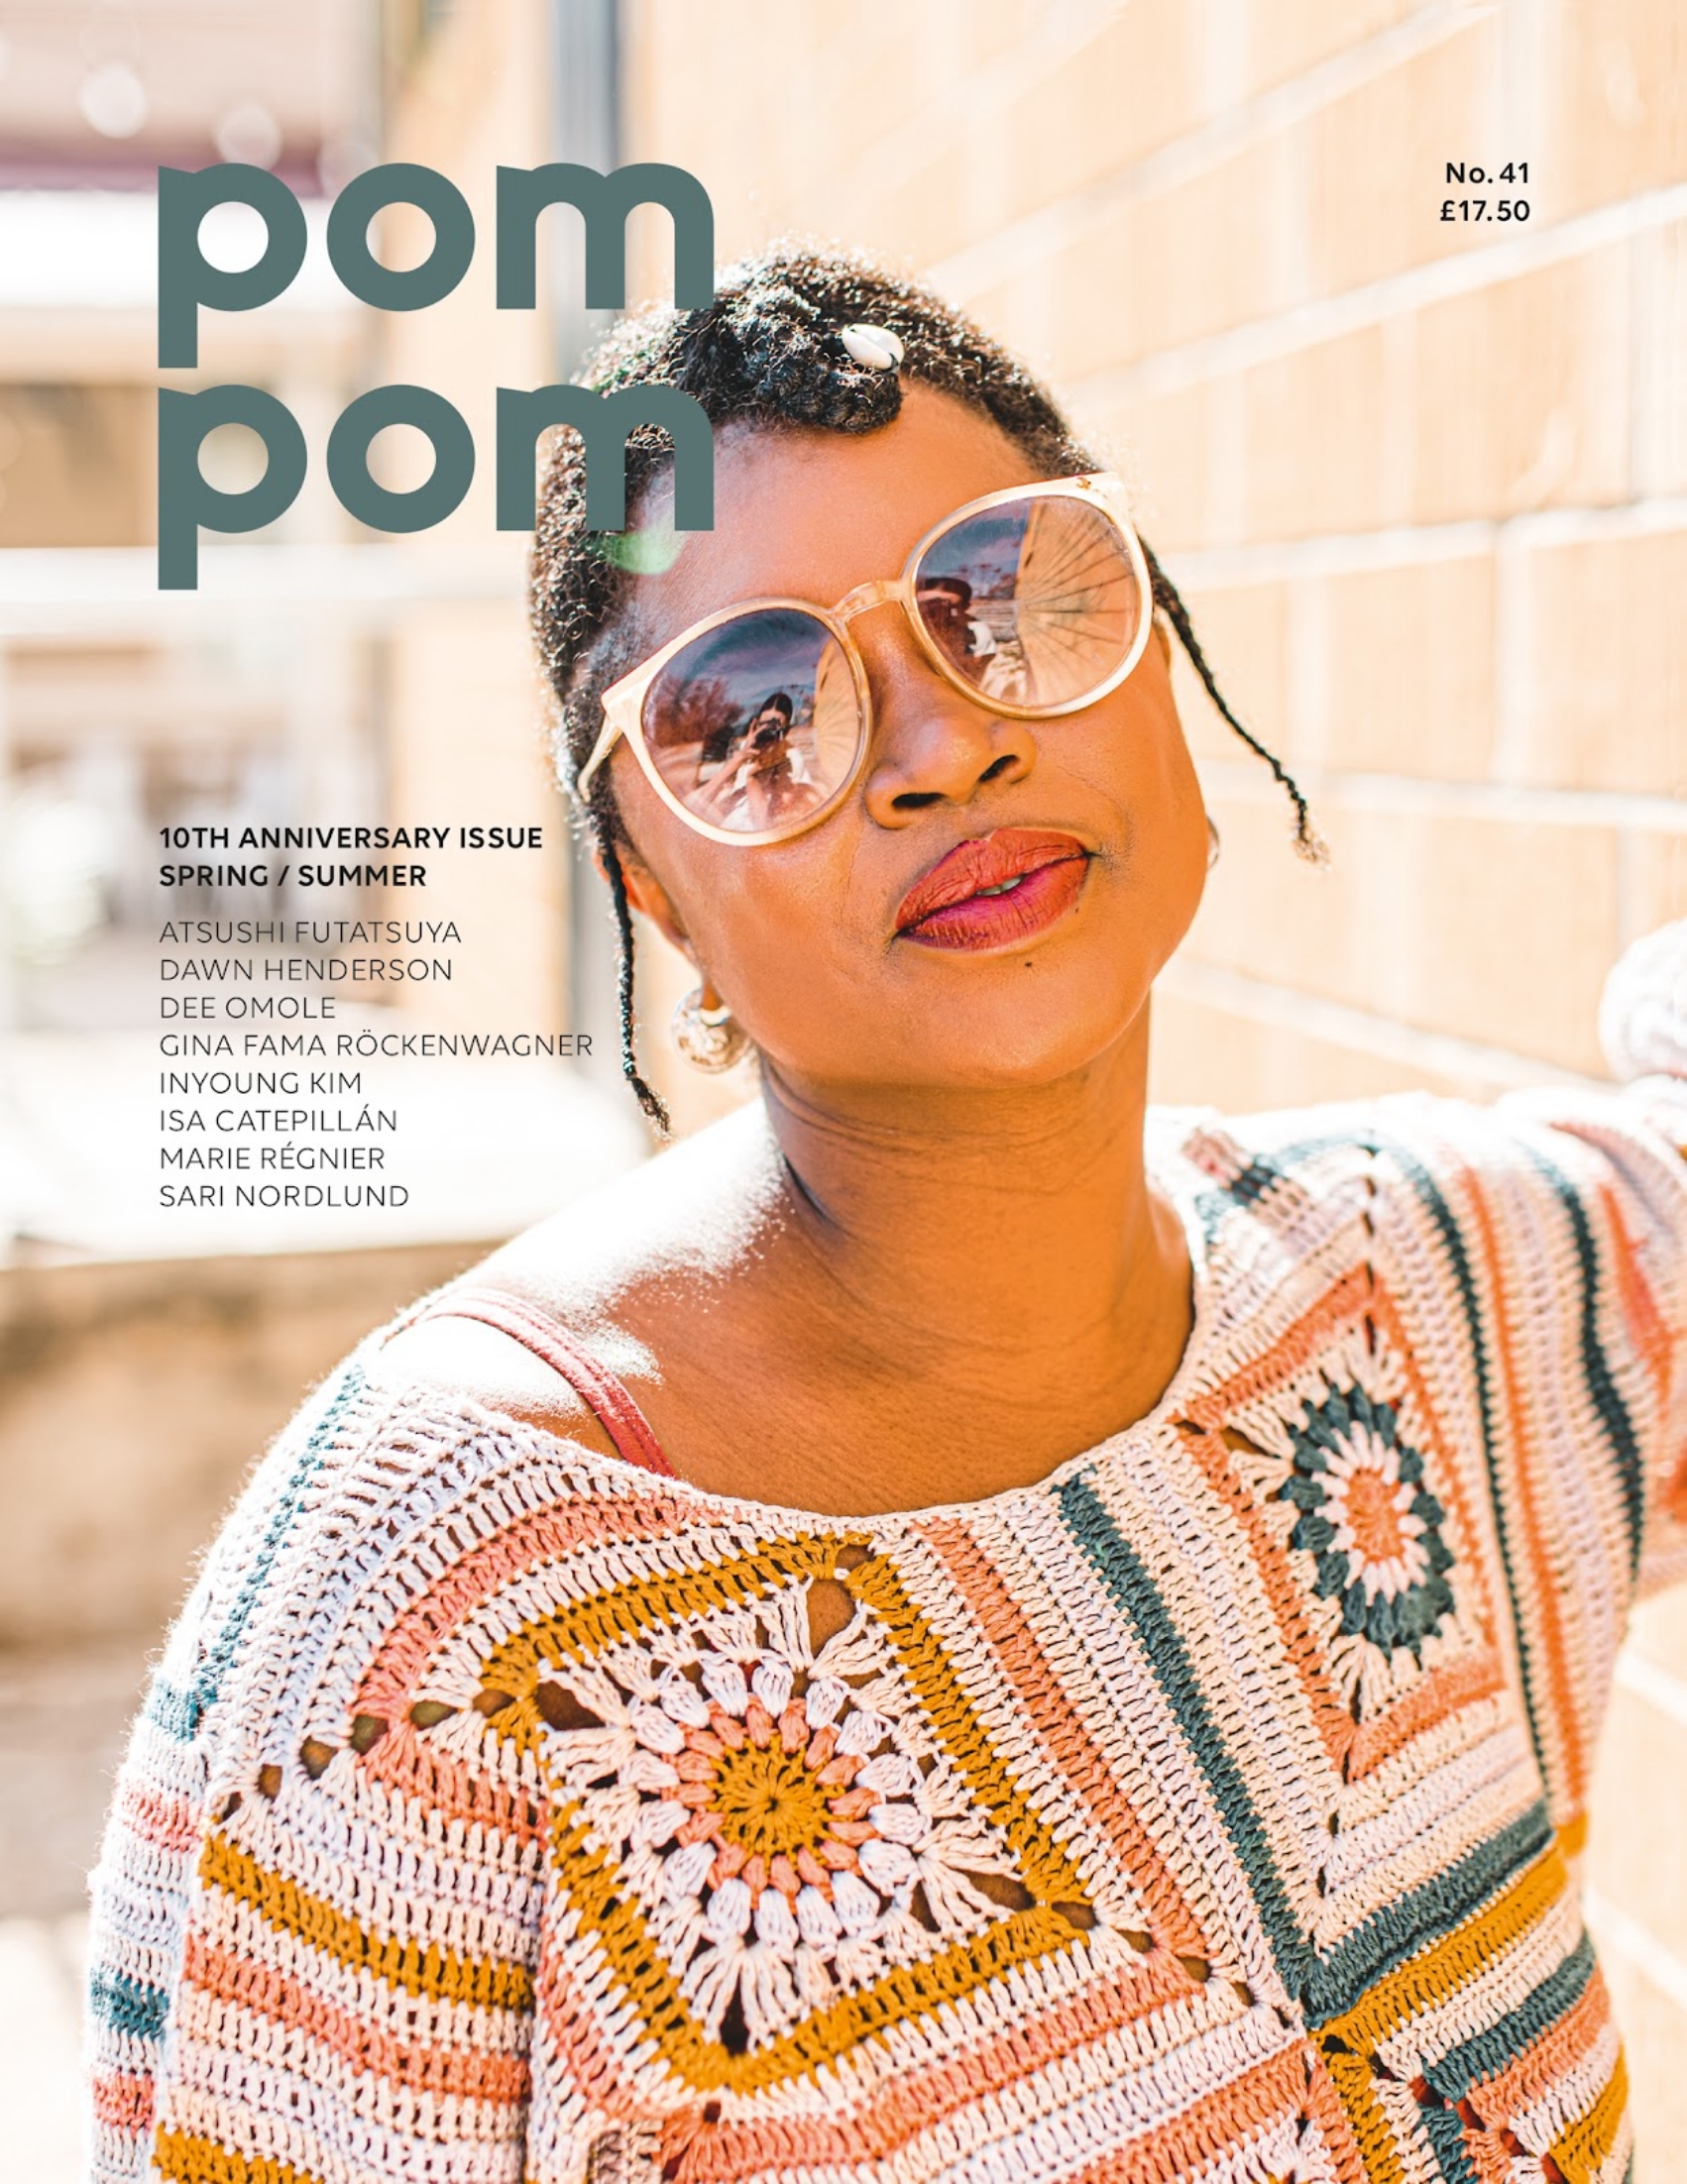 pom
pom
No. 41
£17.50
10TH ANNIVERSARY ISSUE
SPRING / SUMMER
ATSUSHI FUTATSUYA
DAWN HENDERSON
DEE OMOLE
GINA FAMA RÖCKENWAGNER
INYOUNG KIM
ISA CATEPILLÁN
MARIE RÉGNIER
SARI NORDLUND